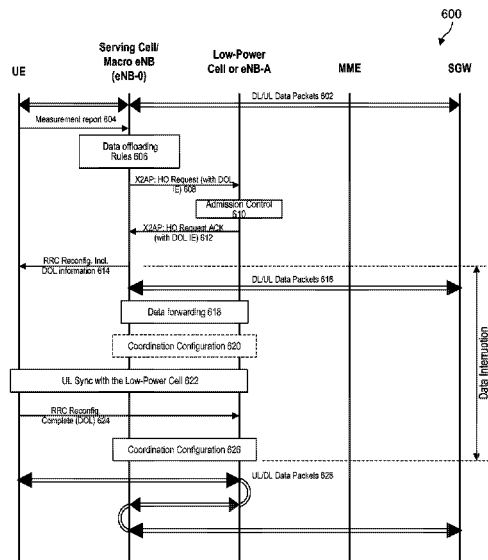 600
UE
Serving Cell/
Macro eNB
(eNB-0)
Low-Power
Cell or eNB-A
MME
SGW
DL/UL Data Packets 602
Measurement report 604
Data offloading
Rules 606
X2AP: HO Request (with DOL
IE) 608
Admission Control
610
X2AP: HO Request ACK
(with DOL IE) 612
RRC Reconfig. Incl.
DOL information 614
DL/UL Data Packets 616
Data forwarding 618
Coordination Configuration 620
UL Sync with the Low-Power Cell 622
RRC Reconfig.
Complete (DOL) 624
Coordination Configuration 626
Data Interruption
UL/DL Data Packets 628